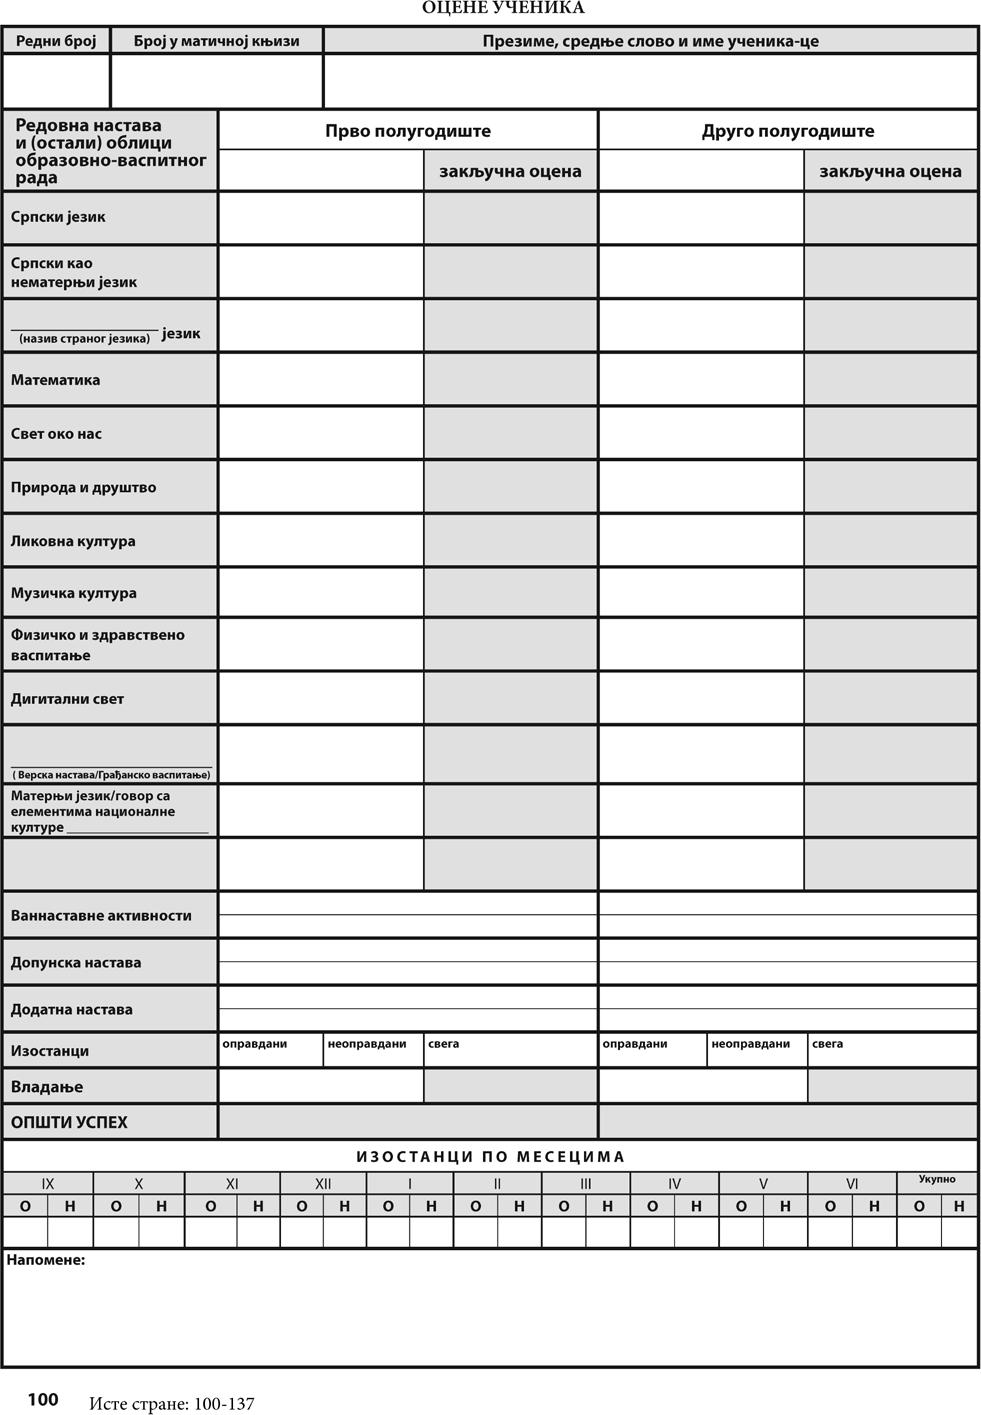 ОЦЕНЕ УЧЕНИКА
Редни број Број у матичној књизи Презиме, средње слово и име ученика-це
Редовна настава
и (остали) облици
образовно-васпитног
рада
Прво полугодиште Друго полугодиште
закључна оцена закључна оцена
Српски језик
Српски као
нематерњи језик
____________ језик
(назив страног језика)
Математика
Свет око нас
Природа и друштво
Ликовна култура
Музичка култура
Физичко и здравствено
васпитање
Дигитални свет
( Верска настава/Грађанско васпитање)
Матерњи језик/говор са
елементима националне
културе ____________
Ваннаставне активности
Допунска настава
Додатна настава
Изостанци оправдани неоправдани свега оправдани неоправдани свега
Владање
ОПШТИ УСПЕХ
ИЗОСТАНЦИ ПО МЕСЕЦИМА
IX X XI XII I II III IV V VI Укупно
О Н О Н О Н О Н О Н О Н О Н О Н О Н О Н О Н
Напомене:
100 Исте стране: 100-137